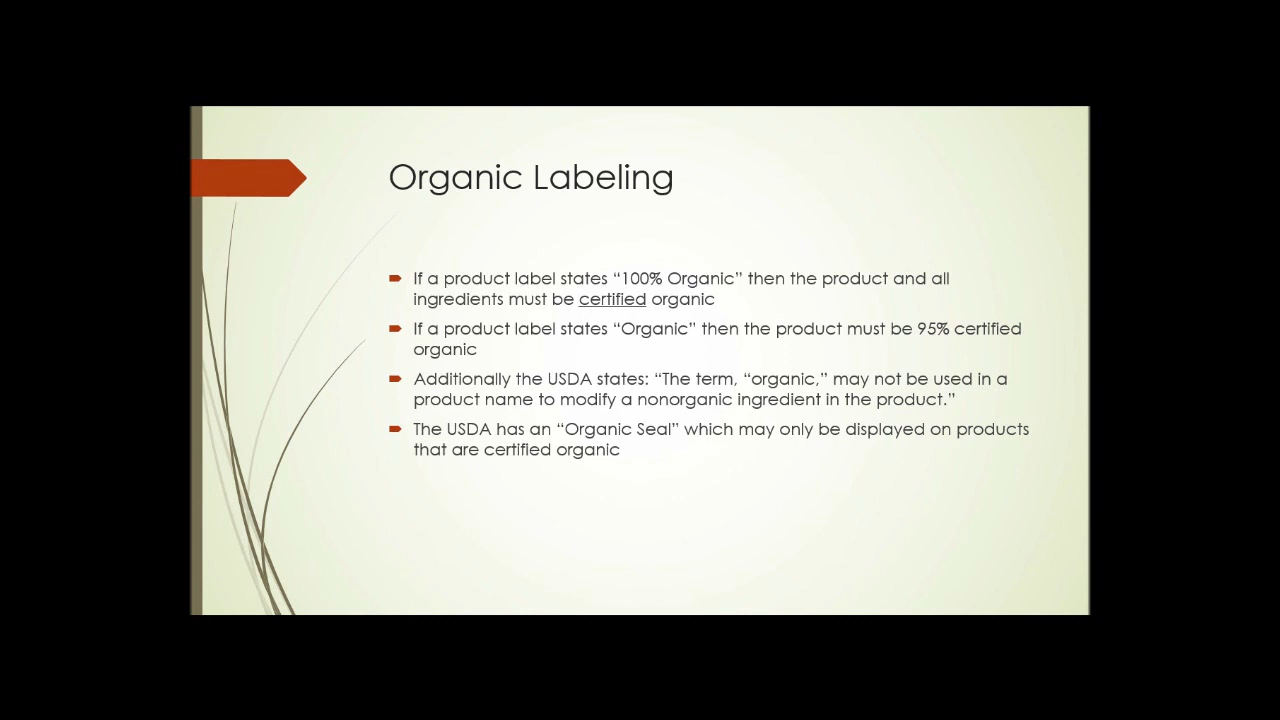 Organic Labeling
If a product label states “100% Organic” then the product and all
ingredients must be certified organic
If a product label states “Organic” then the product must be 95% certified
organic
Additionally the USDA states: “The term, “organic,” may not be used in a
product name to modify a nonorganic ingredient in the product.”
The USDA has an “Organic Seal” which may only be displayed on products
that are certified organic